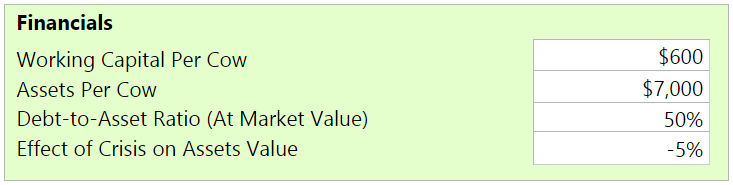 Financials
Working Capital Per Cow $600
Assets Per Cow $7,000
Debt-to-Asset Ratio (At Market Value) 50%
Effect of Crisis on Assets Value -5%